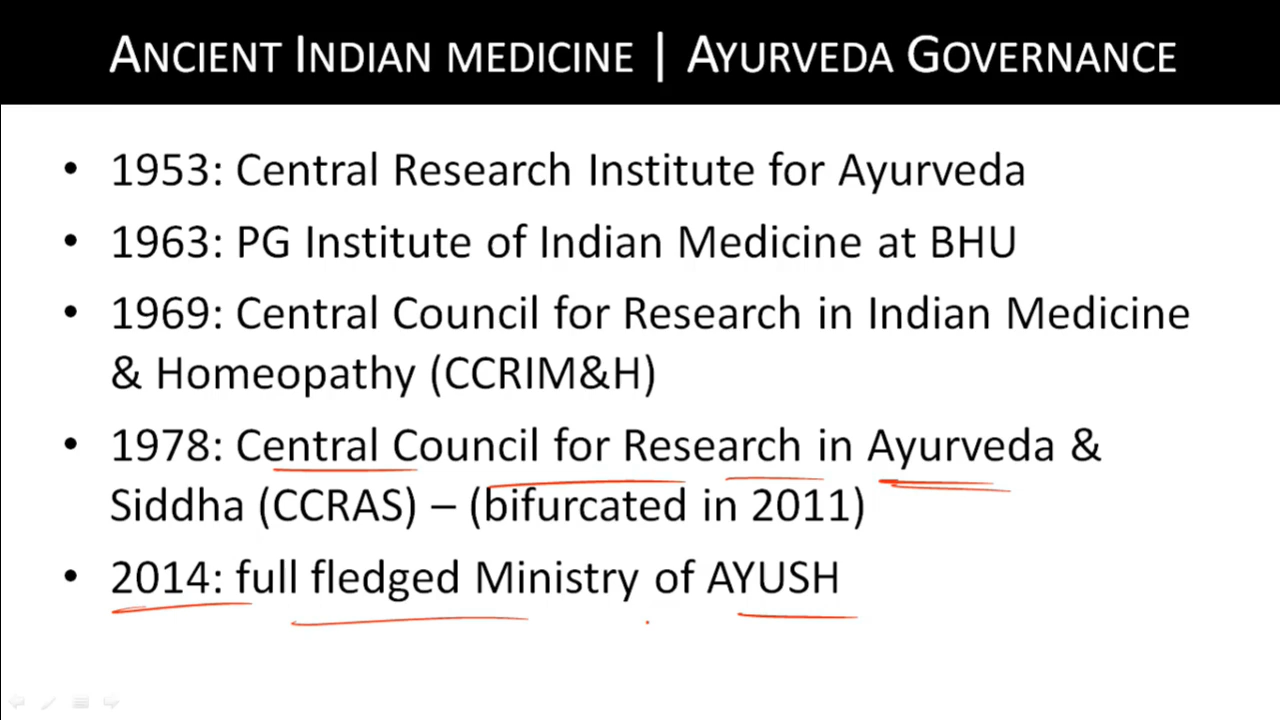 ANCIENT INDIAN MEDICINE | AYURVEDA GOVERNANCE
• 1953: Central Research Institute for Ayurveda
• 1963: PG Institute of Indian Medicine at BHU
• 1969: Central Council for Research in Indian Medicine
& Homeopathy (CCRIM&H)
• 1978: Central Council for Research in Ayurveda &
Siddha (CCRAS) – (bifurcated in 2011)
• 2014: full fledged Ministry of AYUSH